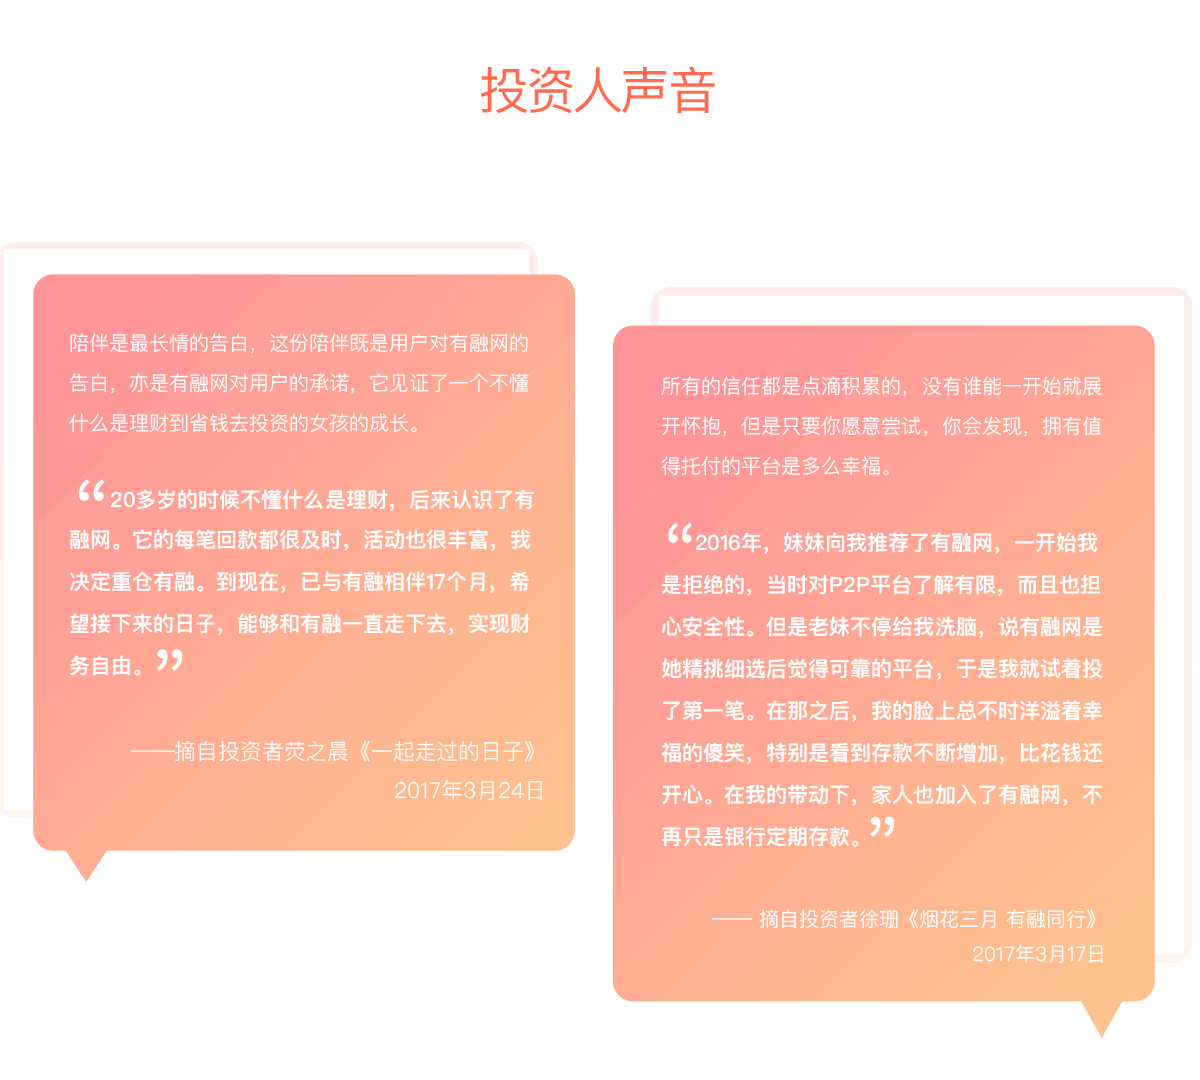 投资人声音
陪伴是最长情的告白，这份陪伴既是用户对有融网的
告白，亦是有融网对用户的承诺，它见证了一个不懂
什么是理财到省钱去投资的女孩的成长。
“20多岁的时候不懂什么是理财，后来认识了有
融网。它的每笔回款都很及时，活动也很丰富，我
决定重仓有融。到现在，已与有融相伴17个月，希
望接下来的日子，能够和有融一直走下去，实现财
务自由。”
——摘自投资者荧之晨《一起走过的日子》
2017年3月24日
所有的信任都是点滴积累的，没有谁能一开始就展
开怀抱，但是只要你愿意尝试，你会发现，拥有值
得托付的平台是多么幸福。
“2016年，妹妹向我推荐了有融网，一开始我
是拒绝的，当时对P2P平台了解有限，而且也担
心安全性。但是老妹不停给我洗脑，说有融网是
她精挑细选后觉得可靠的平台，于是我就试着投
了第一笔。在那之后，我的脸上总不时洋溢着幸
福的傻笑，特别是看到存款不断增加，比花钱还
开心。在我的带动下，家人也加入了有融网，不
再只是银行定期存款。”
—— 摘自投资者徐珊《烟花三月 有融同行》
2017年3月17日